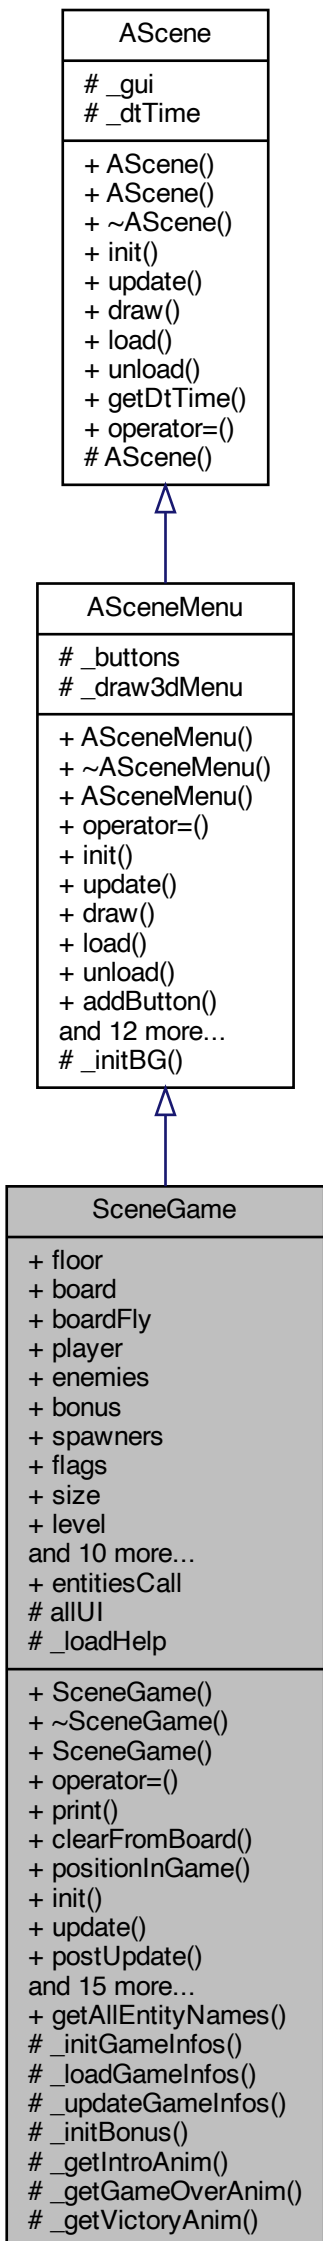 AScene
# _gui
# _dtTime
+ AScene()
+ AScene()
+ ~AScene()
+ init()
+ update()
+ draw()
+ load()
+ unload()
+ getDtTime()
+ operator=()
# AScene()
ASceneMenu
# _buttons
# _draw3dMenu
+ ASceneMenu()
+ ~ASceneMenu()
+ ASceneMenu()
+ operator=()
+ init()
+ update()
+ draw()
+ load()
+ unload()
+ addButton()
and 12 more...
# _initBG()
SceneGame
+ floor
+ board
+ boardFly
+ player
+ enemies
+ bonus
+ spawners
+ flags
+ size
+ level
and 10 more...
+ entitiesCall
# allUI
# _loadHelp
+ SceneGame()
+ ~SceneGame()
+ SceneGame()
+ operator=()
+ print()
+ clearFromBoard()
+ positionInGame()
+ init()
+ update()
+ postUpdate()
and 15 more...
+ getAllEntityNames()
# _initGameInfos()
# _loadGameInfos()
# _updateGameInfos()
# _initBonus()
# _getIntroAnim()
# _getGameOverAnim()
# _getVictoryAnim()